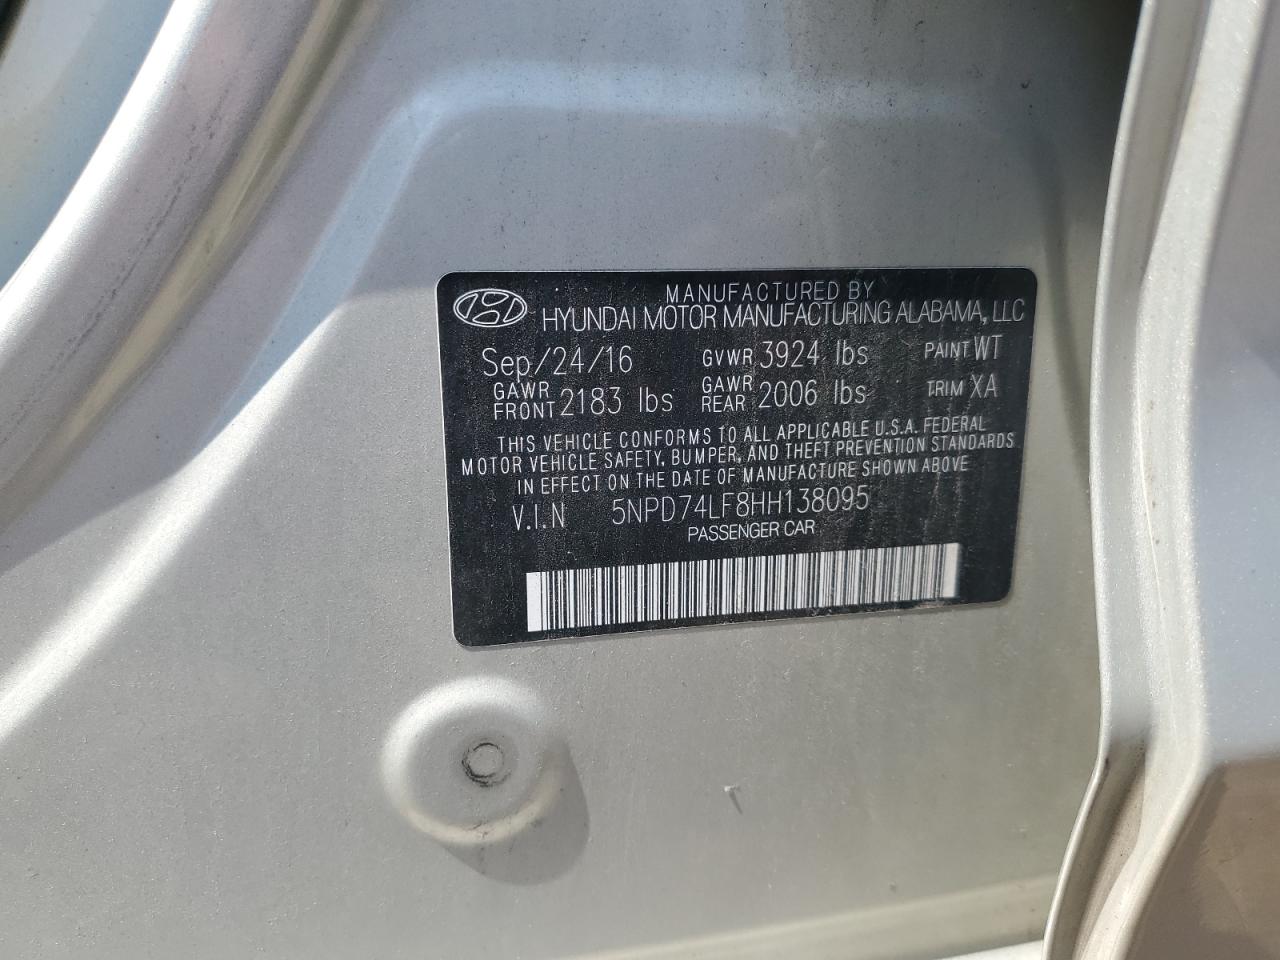 MANUFACTURED BY
HYUNDAI MOTOR MANUFACTURING ALABAMA, LLC
Sep/24/16 GVWR 3924 lbs PAINT WT
GAWR FRONT 2183 lbs GAWR REAR 2006 lbs TRIM XA
THIS VEHICLE CONFORMS TO ALL APPLICABLE U.S.A. FEDERAL
MOTOR VEHICLE SAFETY, BUMPER, AND THEFT PREVENTION STANDARDS
IN EFFECT ON THE DATE OF MANUFACTURE SHOWN ABOVE
V.I.N 5NPD74LF8HH138095
PASSENGER CAR